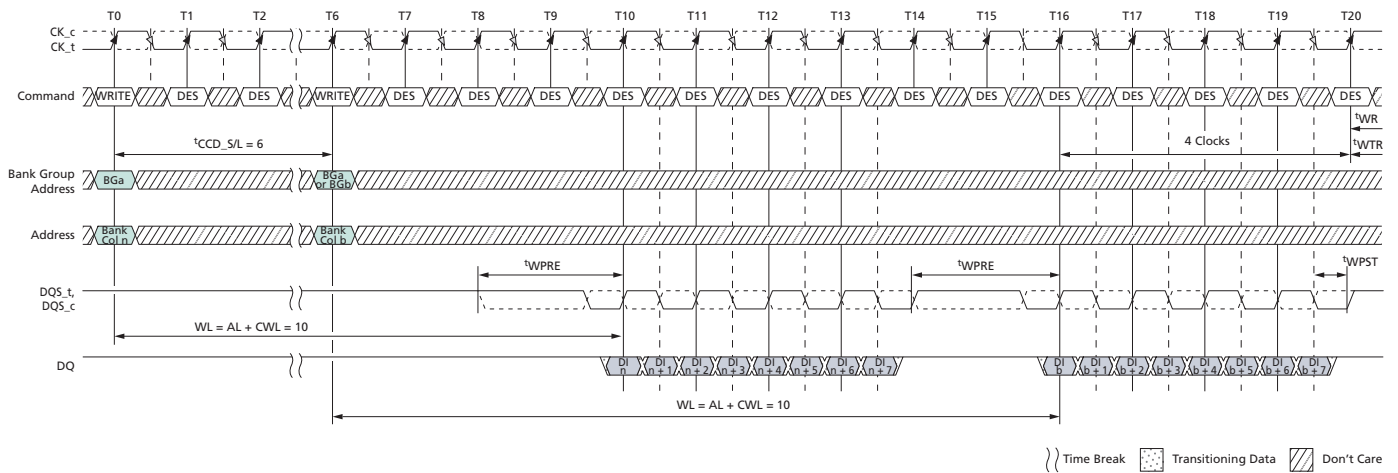 T0 T1 T2 T6 T7 T8 T9 T10 T11 T12 T13 T14 T15 T16 T17 T18 T19 T20
CK_c
CK_t
Command WRITE DES DES WRITE DES DES DES DES DES DES DES DES DES DES DES DES DES DES
tWR
tCCD_S/L = 6
4 Clocks
tWTR
Bank Group
Address
BGa
BGa
or BGb
Address
Bank
Col n
Bank
Col b
tWPRE
tWPRE
tWPST
DQS_t,
DQS_c
WL = AL + CWL = 10
DQ
DI
n
DI
n + 1
DI
n + 2
DI
n + 3
DI
n + 4
DI
n + 5
DI
n + 6
DI
n + 7
DI
b
DI
b + 1
DI
b + 2
DI
b + 3
DI
b + 4
DI
b + 5
DI
b + 6
DI
b + 7
WL = AL + CWL = 10
Time Break Transitioning Data Don't Care